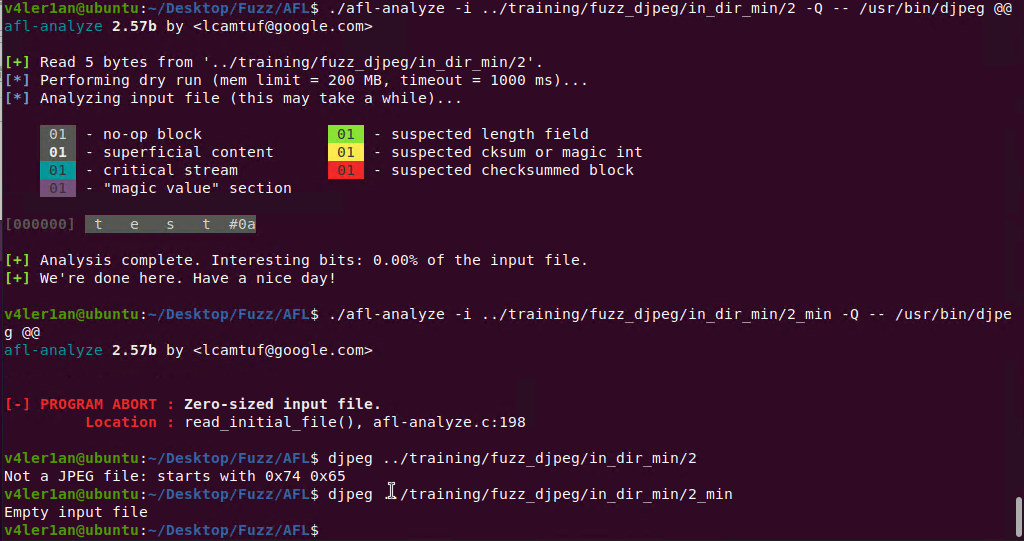 v4ler1an@ubuntu:~/Desktop/Fuzz/AFL$ ./afl-analyze -i ../training/fuzz_djpeg/in_dir_min/2 -Q -- /usr/bin/djpeg @@
afl-analyze 2.57b by <lcamtuf@google.com>
[+] Read 5 bytes from '../training/fuzz_djpeg/in_dir_min/2'.
[*] Performing dry run (mem limit = 200 MB, timeout = 1000 ms)...
[*] Analyzing input file (this may take a while)...
01 - no-op block 01 - suspected length field
01 - superficial content 01 - suspected cksum or magic int
01 - critical stream 01 - suspected checksummed block
01 - "magic value" section
[000000] t e s t #0a
[+] Analysis complete. Interesting bits: 0.00% of the input file.
[+] We're done here. Have a nice day!
v4ler1an@ubuntu:~/Desktop/Fuzz/AFL$ ./afl-analyze -i ../training/fuzz_djpeg/in_dir_min/2_min -Q -- /usr/bin/djpe
g @@
afl-analyze 2.57b by <lcamtuf@google.com>
[-] PROGRAM ABORT : Zero-sized input file.
Location : read_initial_file(), afl-analyze.c:198
v4ler1an@ubuntu:~/Desktop/Fuzz/AFL$ djpeg ../training/fuzz_djpeg/in_dir_min/2
Not a JPEG file: starts with 0x74 0x65
v4ler1an@ubuntu:~/Desktop/Fuzz/AFL$ djpeg ../training/fuzz_djpeg/in_dir_min/2_min
Empty input file
v4ler1an@ubuntu:~/Desktop/Fuzz/AFL$